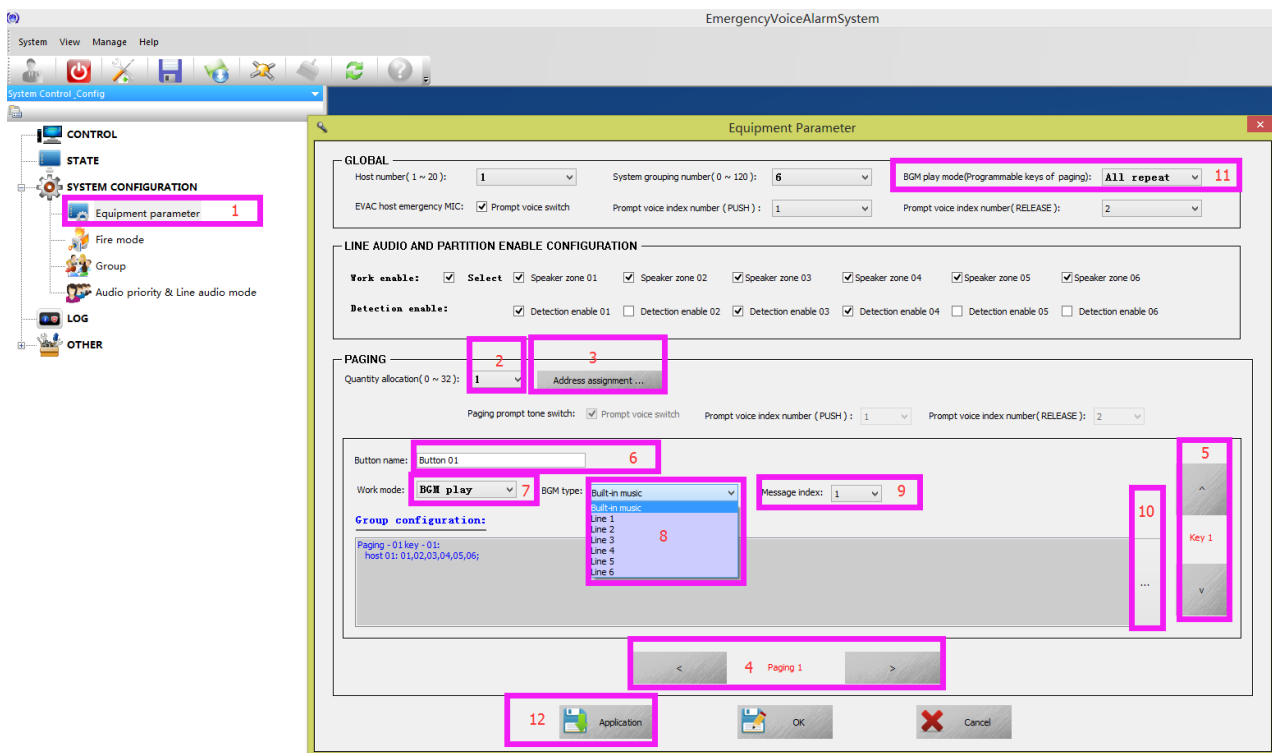 EmergencyVoiceAlarmSystem
System View Manage Help
System Control_Config
CONTROL
STATE
SYSTEM CONFIGURATION
Equipment parameter 1
Fire mode
Group
Audio priority & Line audio mode
LOG
OTHER
Equipment Parameter
GLOBAL
Host number( 1 ~ 20 ): 1 System grouping number( 0 ~ 120 ): 6 BGM play mode(Programmable keys of paging): All repeat 11
EVAC host emergency MIC: Prompt voice switch Prompt voice index number ( PUSH ) : 1 Prompt voice index number( RELEASE ): 2
LINE AUDIO AND PARTITION ENABLE CONFIGURATION
Work enable: Select Speaker zone 01 Speaker zone 02 Speaker zone 03 Speaker zone 04 Speaker zone 05 Speaker zone 06
Detection enable: Detection enable 01 Detection enable 02 Detection enable 03 Detection enable 04 Detection enable 05 Detection enable 06
PAGING
2 3
Quantity allocation( 0 ~ 32 ): 1 Address assignment ...
Paging prompt tone switch: Prompt voice switch Prompt voice index number ( PUSH ) : 1 Prompt voice index number( RELEASE ): 2
Button name: Button 01 6 5
Work mode: BGM play 7 BGM type: Built-in music Message index: 1 9
^
Built-in music
Group configuration:
Line 1
Line 2
10
Line 3
8
Line 4
Line 5
Line 6
Paging - 01 key - 01:
host 01: 01,02,03,04,05,06;
Key 1
...
v
< 4 Paging 1 >
12 Application OK Cancel